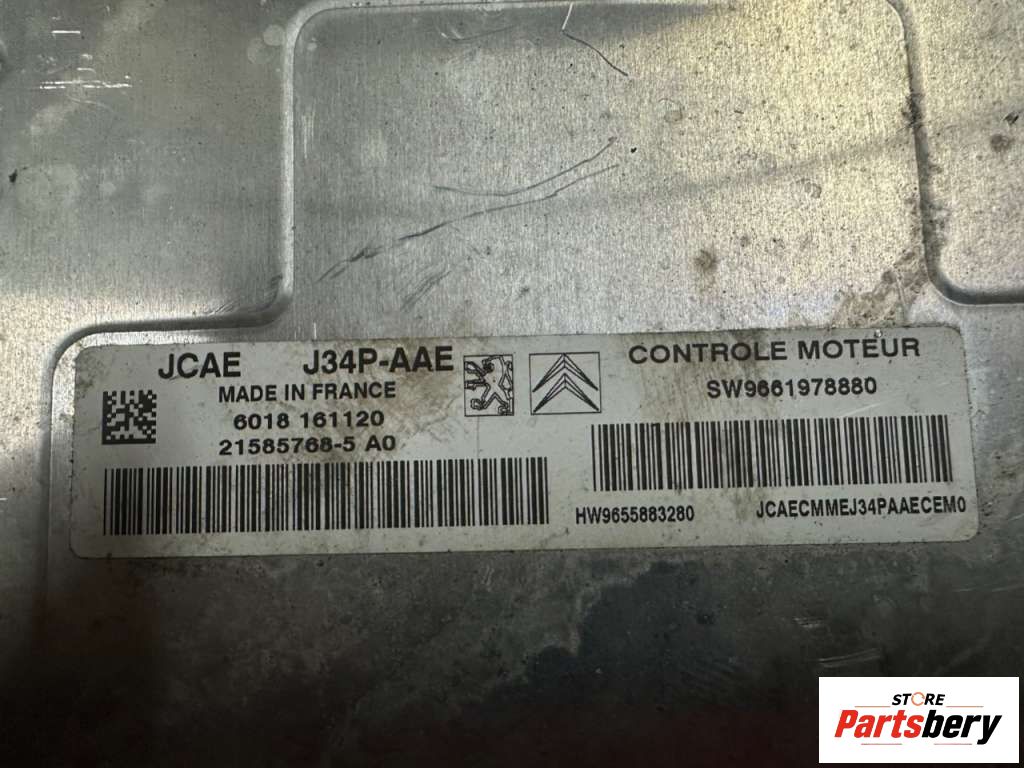 JCAE J34P-AAE
MADE IN FRANCE
6018 161120
21585768-5 A0
CONTROLE MOTEUR
SW9661978880
HW9655883280 JCAECMMEJ34PAAECEM0
STORE
Partsbery